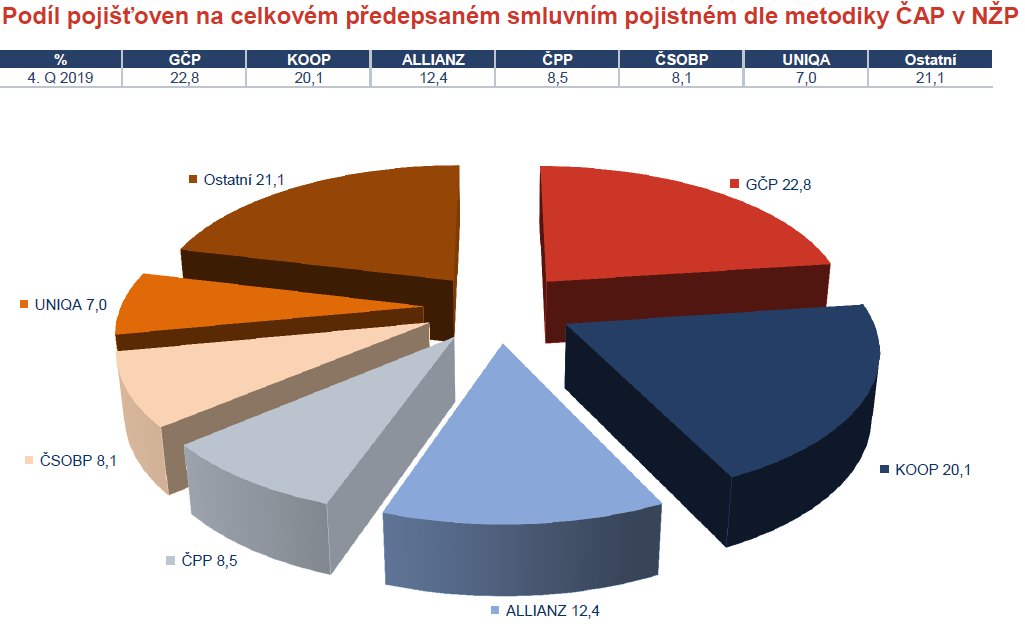 Podíl pojišťoven na celkovém předepsaném smluvním pojistném dle metodiky ČAP v NŽP
% GČP KOOP ALLIANZ ČPP ČSOBP UNIQA Ostatní
4. Q 2019 22,8 20,1 12,4 8,5 8,1 7,0 21,1
Ostatní 21,1
GČP 22,8
UNIQA 7,0
ČSOBP 8,1
KOOP 20,1
ČPP 8,5
ALLIANZ 12,4